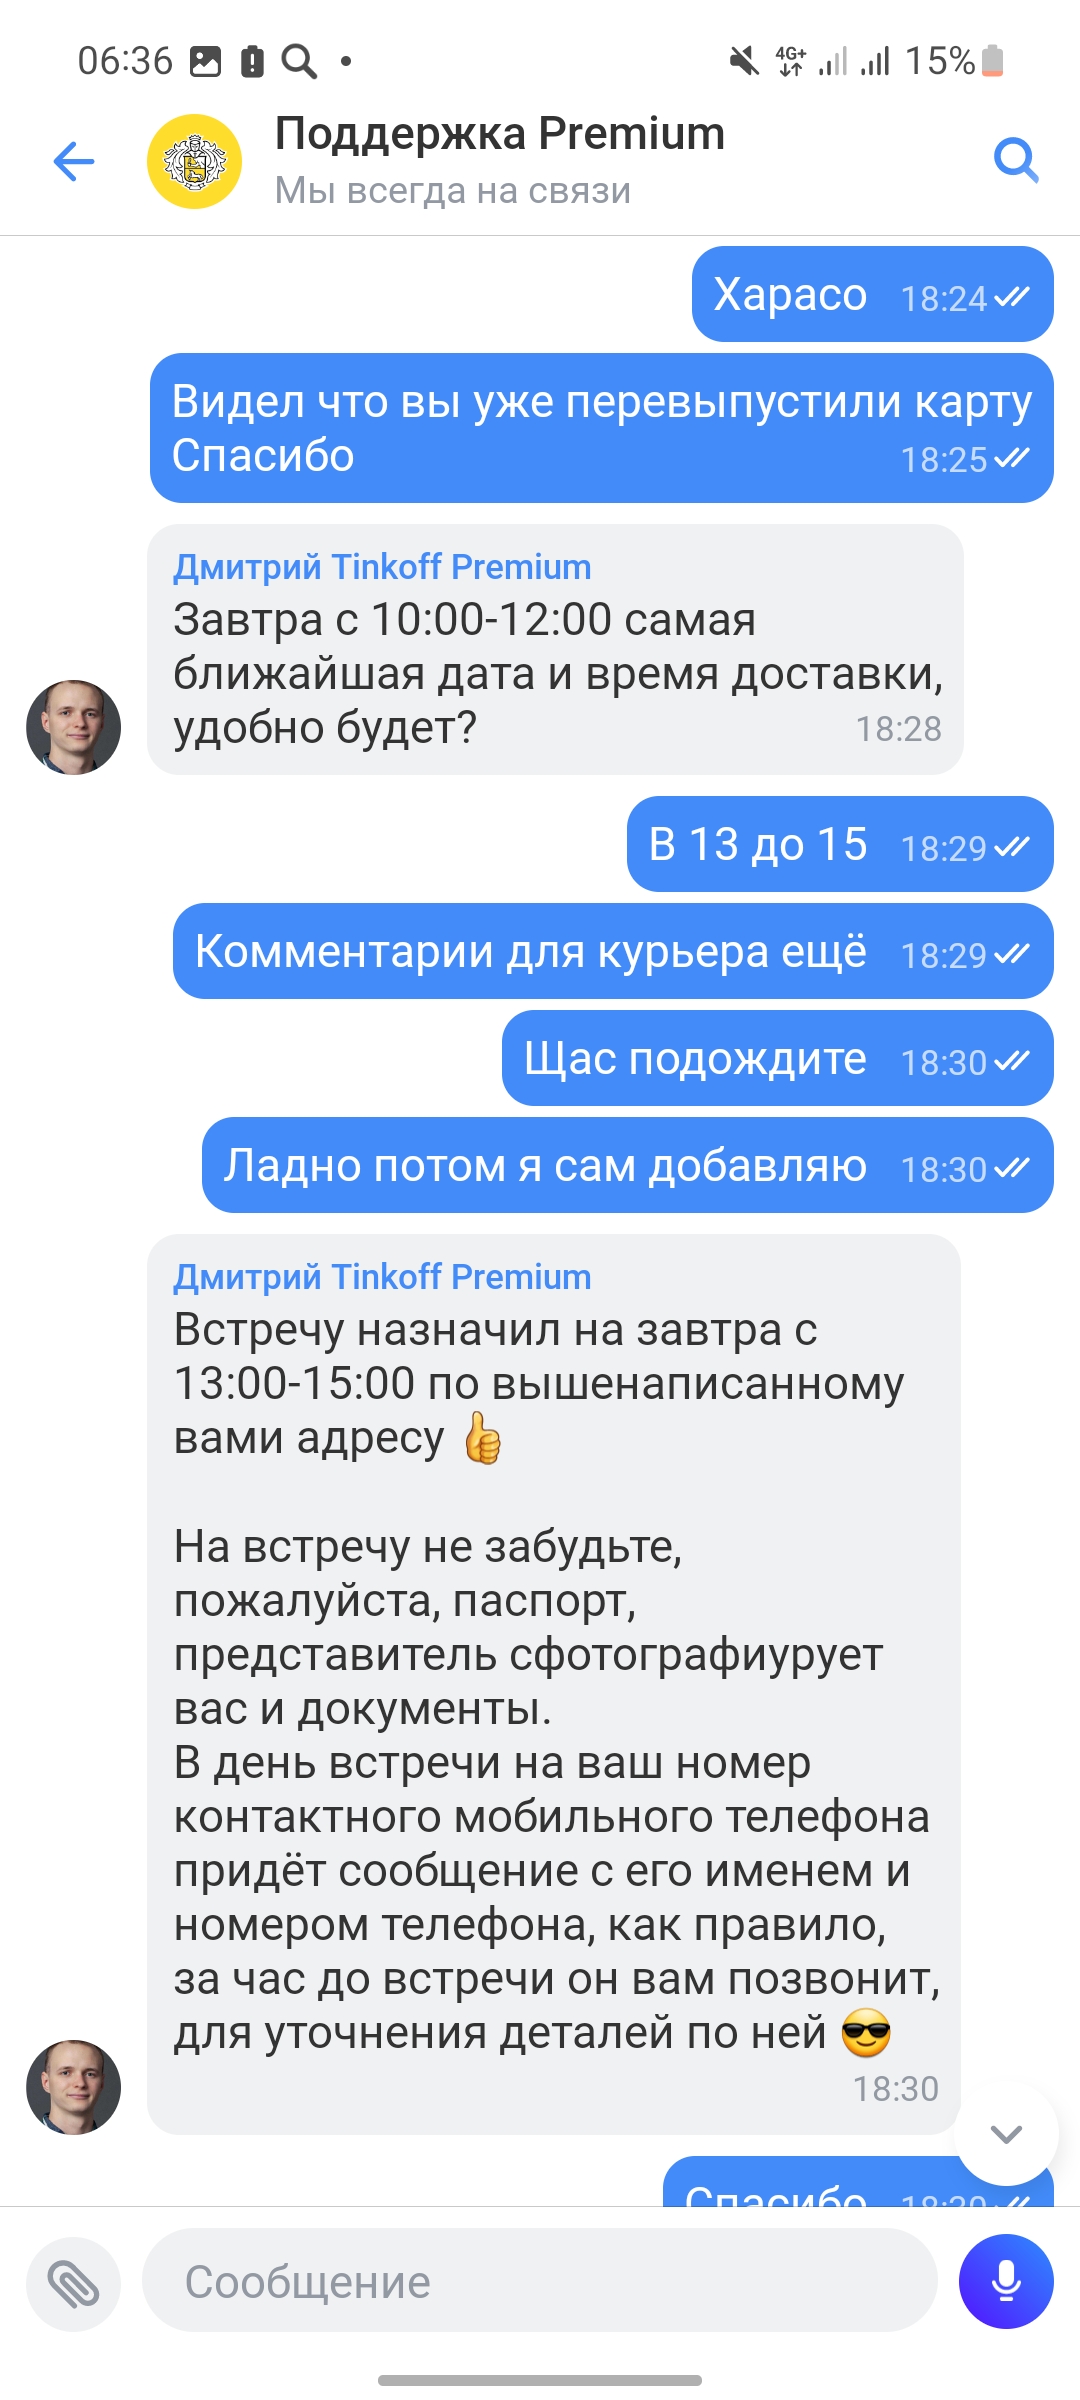 06:36
4G+
15%
Поддержка Premium
Мы всегда на связи
Харасо 18:24
Видел что вы уже перевыпустили карту
Спасибо 18:25
Дмитрий Tinkoff Premium
Завтра с 10:00-12:00 самая
ближайшая дата и время доставки,
удобно будет? 18:28
В 13 до 15 18:29
Комментарии для курьера ещё 18:29
Щас подождите 18:30
Ладно потом я сам добавляю 18:30
Дмитрий Tinkoff Premium
Встречу назначил на завтра с
13:00-15:00 по вышенаписанному
вами адресу 👍
На встречу не забудьте,
пожалуйста, паспорт,
представитель сфотографиурует
вас и документы.
В день встречи на ваш номер
контактного мобильного телефона
придёт сообщение с его именем и
номером телефона, как правило,
за час до встречи он вам позвонит,
для уточнения деталей по ней 😎
18:30
Спасибо 18:30
Сообщение